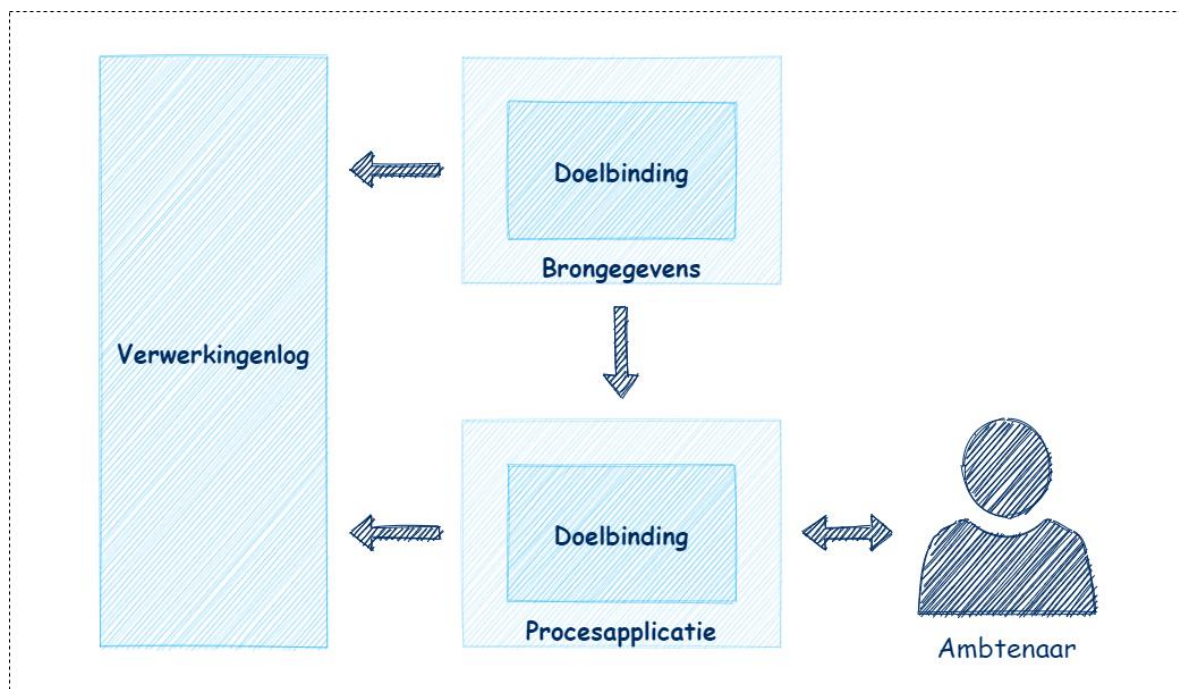 Doelbinding
Brongegevens
Verwerkingenlog
Doelbinding
Procesapplicatie
Ambtenaar